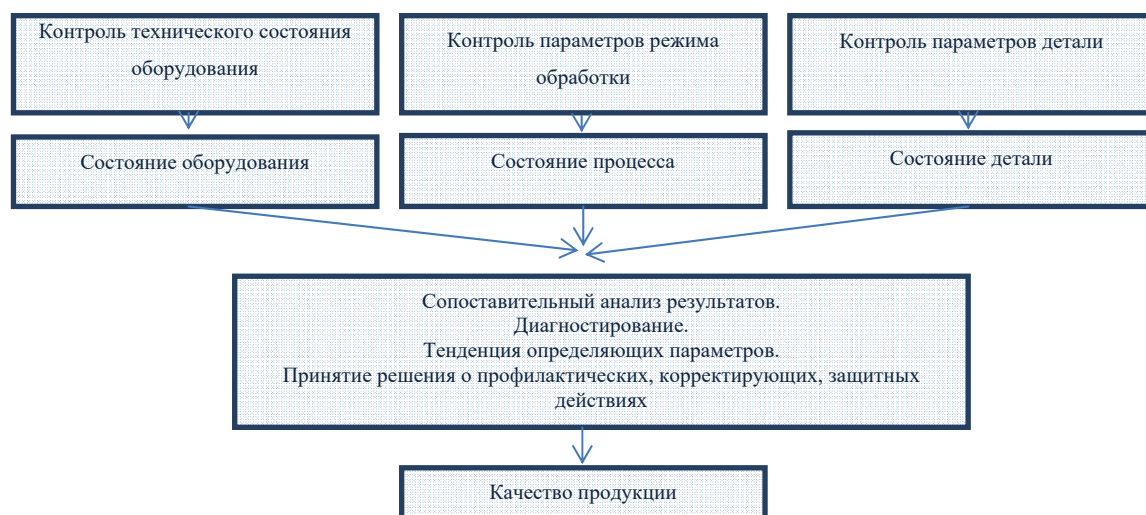 Контроль технического состояния
оборудования
Контроль параметров режима
обработки
Контроль параметров детали
Состояние оборудования
Состояние процесса
Состояние детали
Сопоставительный анализ результатов.
Диагностирование.
Тенденция определяющих параметров.
Принятие решения о профилактических, корректирующих, защитных
действиях
Качество продукции